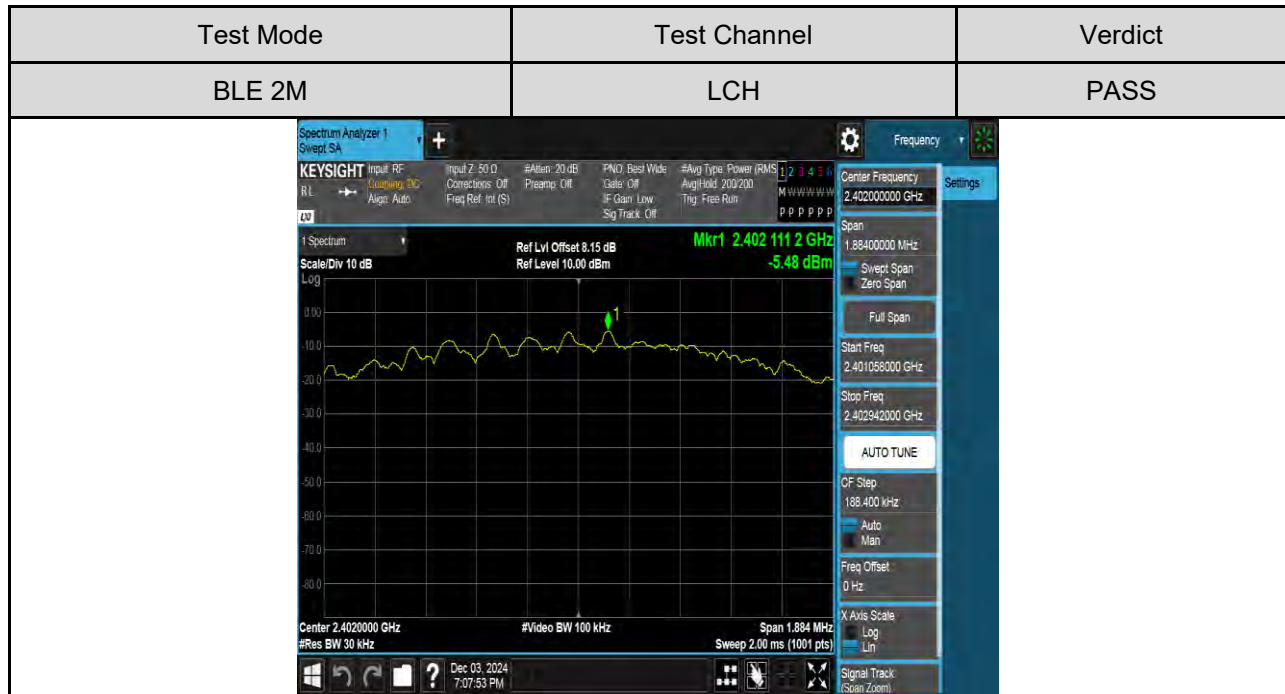 Test Mode Test Channel Verdict
BLE 2M LCH PASS
Spectrum Analyzer 1
Swept SA
+
Frequency
KEYSIGHT Input: RF Input Z: 50 Ω #Atten: 20 dB PNO: Best Wide #Avg Type: Power (RMS 1 2 3 4 5 6
RL Coupling: DC Corrections: Off Preamp: Off Gate: Off Avg|Hold: 200/200 M W W W W W
Align: Auto Freq Ref: Int (S) IF Gain: Low Trig: Free Run
Sig Track: Off P P P P P P
1 Spectrum Ref Lvl Offset 8.15 dB Mkr1 2.402 111 2 GHz
Scale/Div 10 dB Ref Level 10.00 dBm -5.48 dBm
Log
1
0.00
-10.0
-20.0
-30.0
-40.0
-50.0
-60.0
-70.0
-80.0
Center 2.4020000 GHz #Video BW 100 kHz Span 1.884 MHz
#Res BW 30 kHz Sweep 2.00 ms (1001 pts)
? Dec 03, 2024
7:07:53 PM
Center Frequency
2.402000000 GHz
Settings
Span
1.88400000 MHz
Swept Span
Zero Span
Full Span
Start Freq
2.401058000 GHz
Stop Freq
2.402942000 GHz
AUTO TUNE
CF Step
188.400 kHz
Auto
Man
Freq Offset
0 Hz
X Axis Scale
Log
Lin
Signal Track
(Span Zoom)